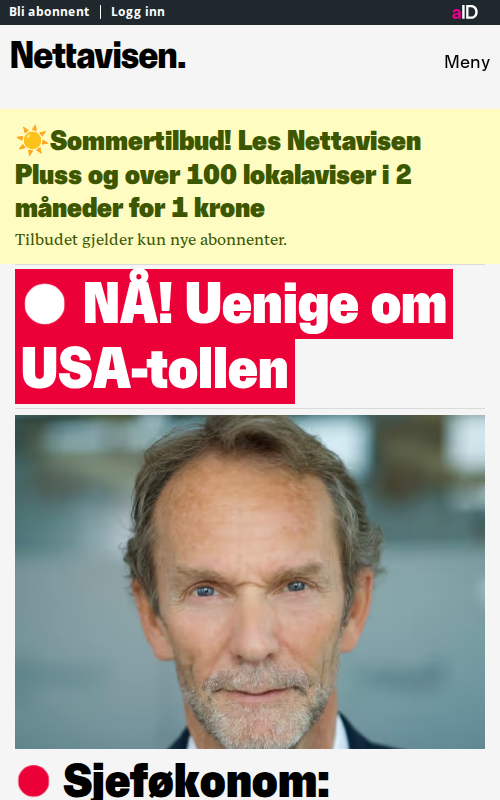 Bli abonnent | Logg inn
aID
Nettavisen.
Meny
☀️Sommertilbud! Les Nettavisen
Pluss og over 100 lokalaviser i 2
måneder for 1 krone
Tilbudet gjelder kun nye abonnenter.
NÅ! Uenige om
USA-tollen
Sjeføkonom: